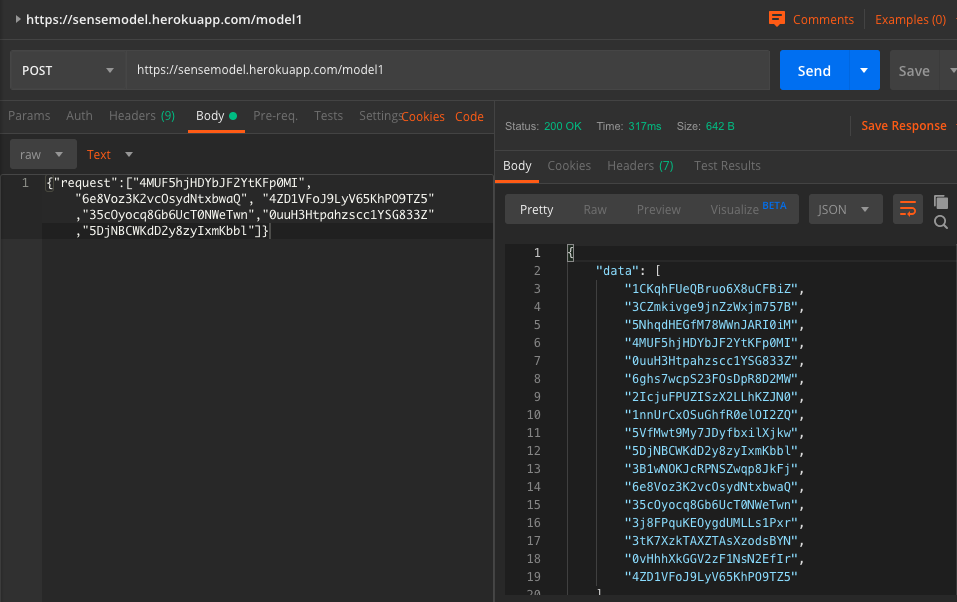 https://sensemodel.herokuapp.com/model1
Comments
Examples (0)
POST
https://sensemodel.herokuapp.com/model1
Send
Save
Params Auth Headers (9) Body Pre-req. Tests Settings Cookies Code
raw
Text
1 {"request":["4MUF5hjHDYbJF2YtKFp0MI",
"6e8Voz3K2vcOsydNtxbwaQ", "4ZD1VFoJ9LyV65KhPO9TZ5"
,"35cOyocq8Gb6UcT0NWeTwn","0uuH3Htpahzscc1YSG833Z"
,"5DjNBCWKdD2y8zyIxmKbbl"]}
Status: 200 OK Time: 317ms Size: 642 B
Save Response
Body Cookies Headers (7) Test Results
Pretty Raw Preview Visualize BETA JSON
1 {
2 "data": [
3 "1CKqhFUeQBruo6X8uCFBiZ",
4 "3CZmkivge9jnZzWxjm757B",
5 "5NhqdHEGfM78WWnJARI0iM",
6 "4MUF5hjHDYbJF2YtKFp0MI",
7 "0uuH3Htpahzscc1YSG833Z",
8 "6ghs7wcpS23FOsDpR8D2MW",
9 "2IcjuFPUZISzX2LLhKZJN0",
10 "1nnUrCxOSuGhfR0elOI2ZQ",
11 "5VfMwt9My7JDyfbxilXjkw",
12 "5DjNBCWKdD2y8zyIxmKbbl",
13 "3B1wNOKJcRPNSZwqp8JkFj",
14 "6e8Voz3K2vcOsydNtxbwaQ",
15 "35cOyocq8Gb6UcT0NWeTwn",
16 "3j8FPquKEOygdUMLLs1Pxr",
17 "3tK7XzkTAXZTAsXzodsBYN",
18 "0vHhhXkGGV2zF1NsN2EfIr",
19 "4ZD1VFoJ9LyV65KhPO9TZ5"
20 ]